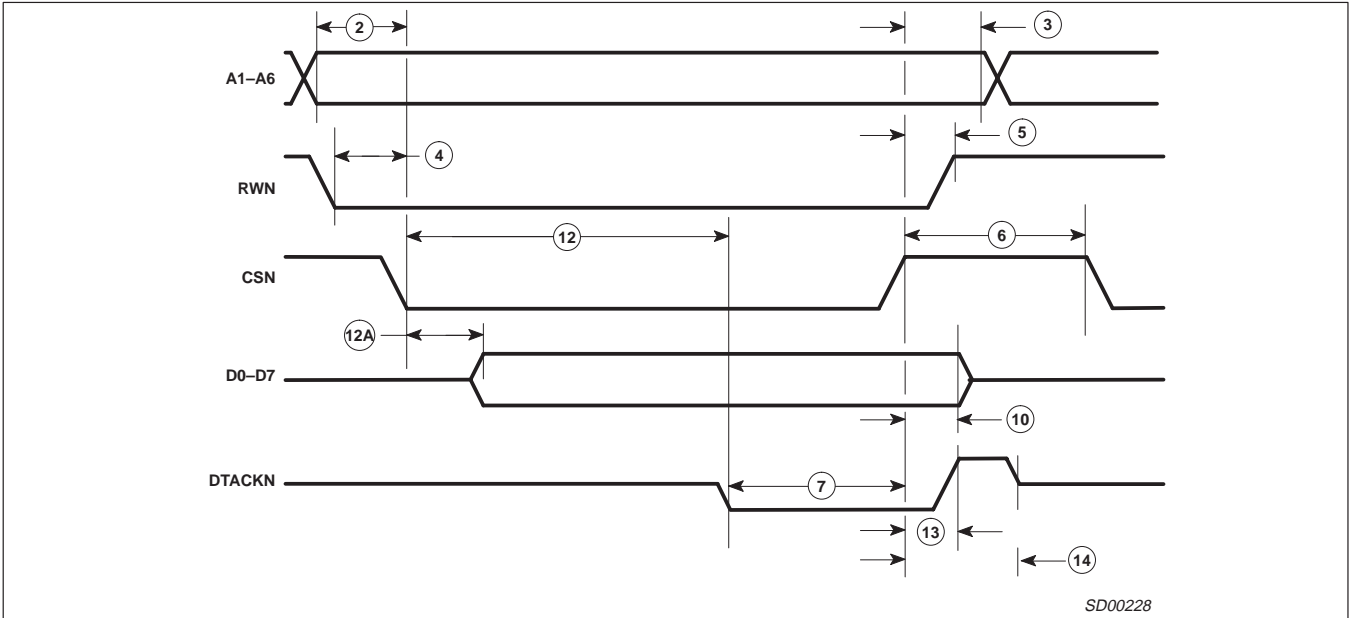 2
3
A1–A6
5
4
RWN
12
6
CSN
12A
D0–D7
10
DTACKN
7
13
14
SD00228